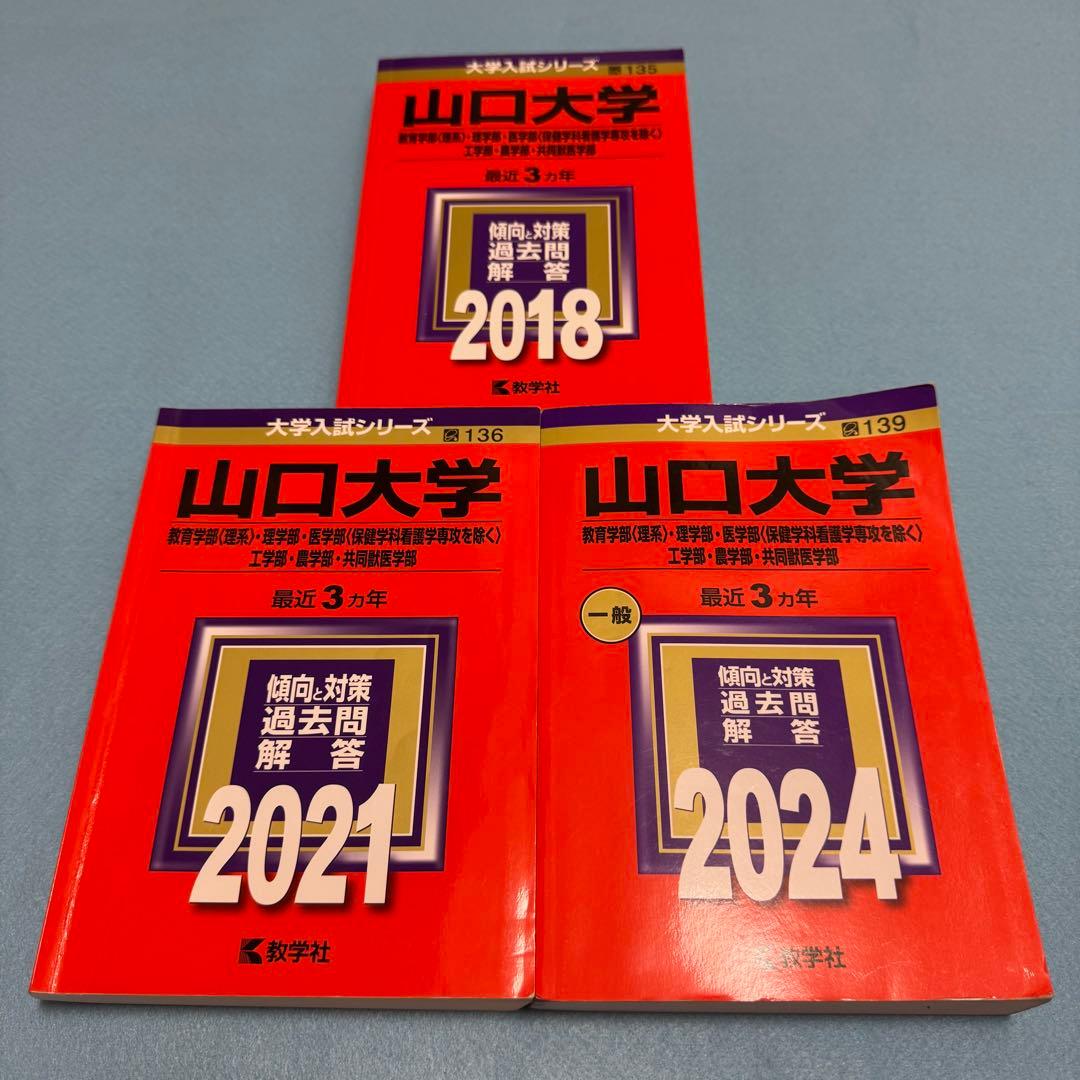 大学入試シリーズ
135
山口大学
教育学部〈理系〉・理学部・医学部〈保健学科看護学専攻を除く〉
工学部・農学部・共同獣医学部
最近3カ年
傾向と対策
過去問
解答
2018
教学社
大学入試シリーズ
136
山口大学
教育学部〈理系〉・理学部・医学部〈保健学科看護学専攻を除く〉
工学部・農学部・共同獣医学部
最近3カ年
傾向と対策
過去問
解答
2021
教学社
大学入試シリーズ
139
山口大学
教育学部〈理系〉・理学部・医学部〈保健学科看護学専攻を除く〉
工学部・農学部・共同獣医学部
最近3カ年
一般
傾向と対策
過去問
解答
2024
教学社